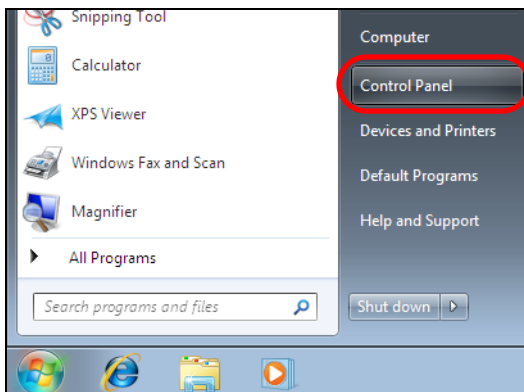 Snipping Tool
Calculator
XPS Viewer
Windows Fax and Scan
Magnifier
All Programs
Search programs and files
Computer
Control Panel
Devices and Printers
Default Programs
Help and Support
Shut down